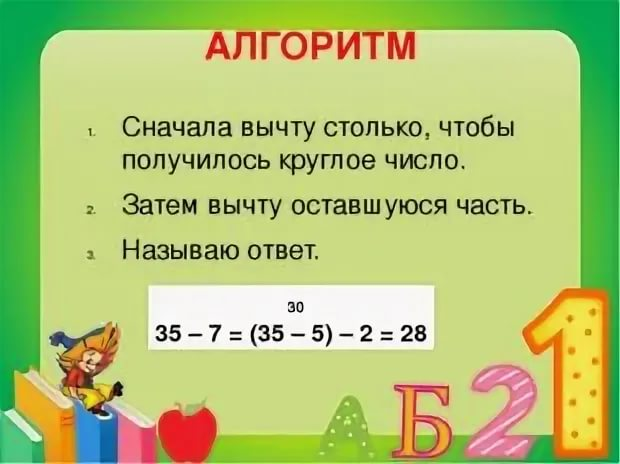 АЛГОРИТМ
1. Сначала вычту столько, чтобы
получилось круглое число.
2. Затем вычту оставшуюся часть.
3. Называю ответ.
30
35 – 7 = (35 – 5) – 2 = 28
А Б 2 1